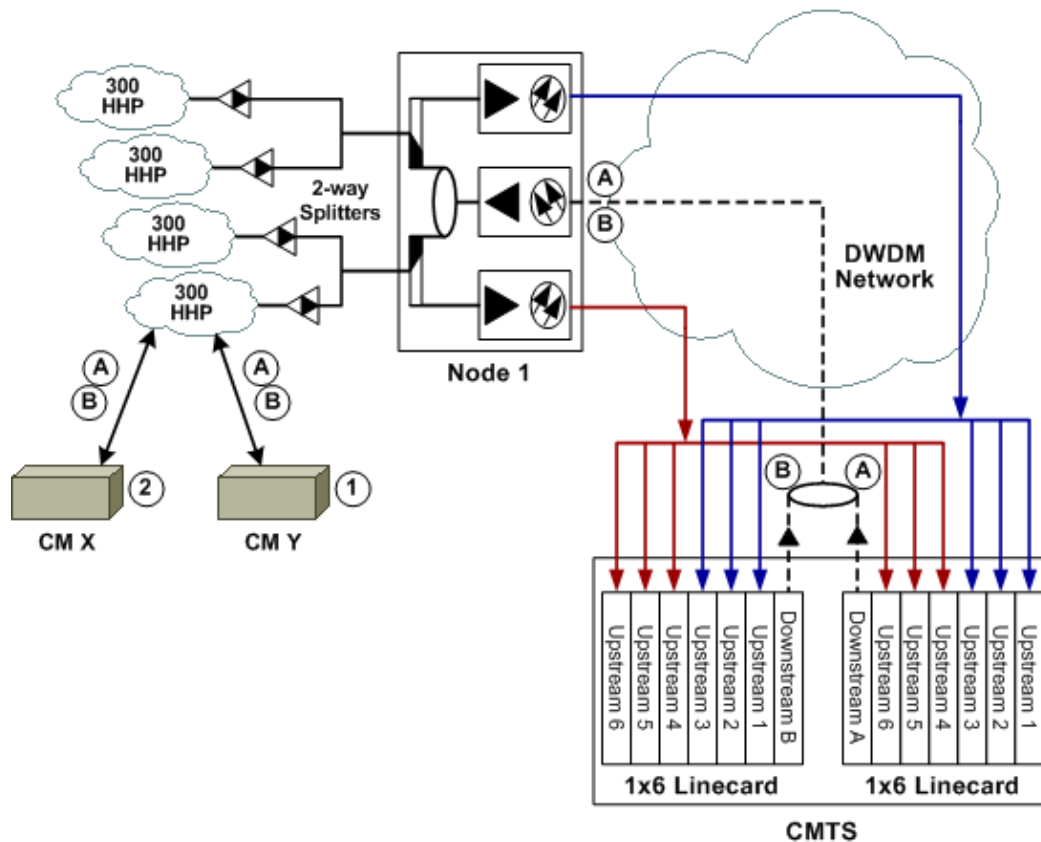 300
HHP
300
HHP
300
HHP
300
HHP
2-way
Splitters
Node 1
A
B
DWDM
Network
A
B
A
B
2
1
CM X
CM Y
B
A
Upstream 6
Upstream 5
Upstream 4
Upstream 3
Upstream 2
Upstream 1
Downstream B
Downstream A
Upstream 6
Upstream 5
Upstream 4
Upstream 3
Upstream 2
Upstream 1
1x6 Linecard
1x6 Linecard
CMTS